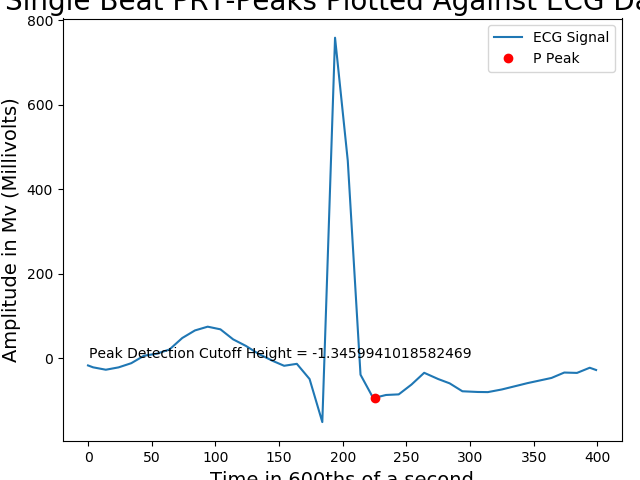 Single Beat PRT-Peaks Plotted Against ECG Da
800
600
400
200
0
Amplitude in Mv (Millivolts)
ECG Signal
P Peak
Peak Detection Cutoff Height = -1.3459941018582469
0 50 100 150 200 250 300 350 400
Time in 600ths of a second